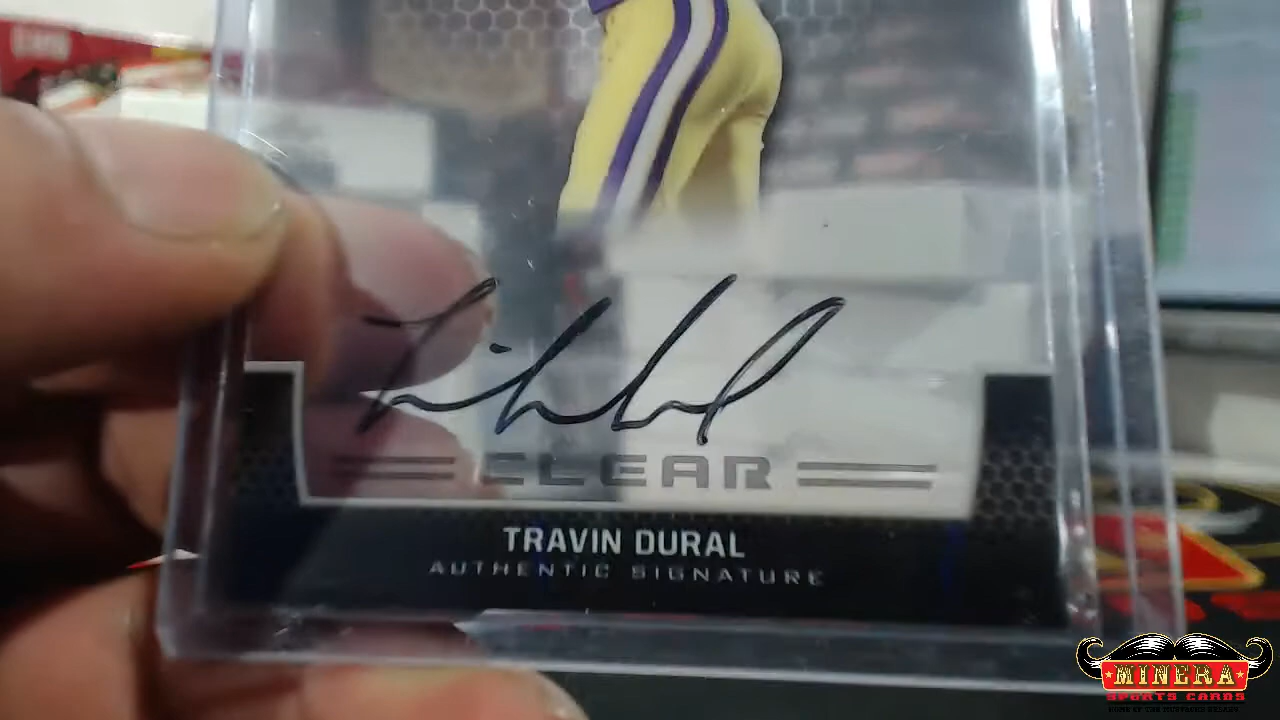 CLEAR
TRAVIN DURAL
AUTHENTIC SIGNATURE
MINERA
SPORTS CARDS